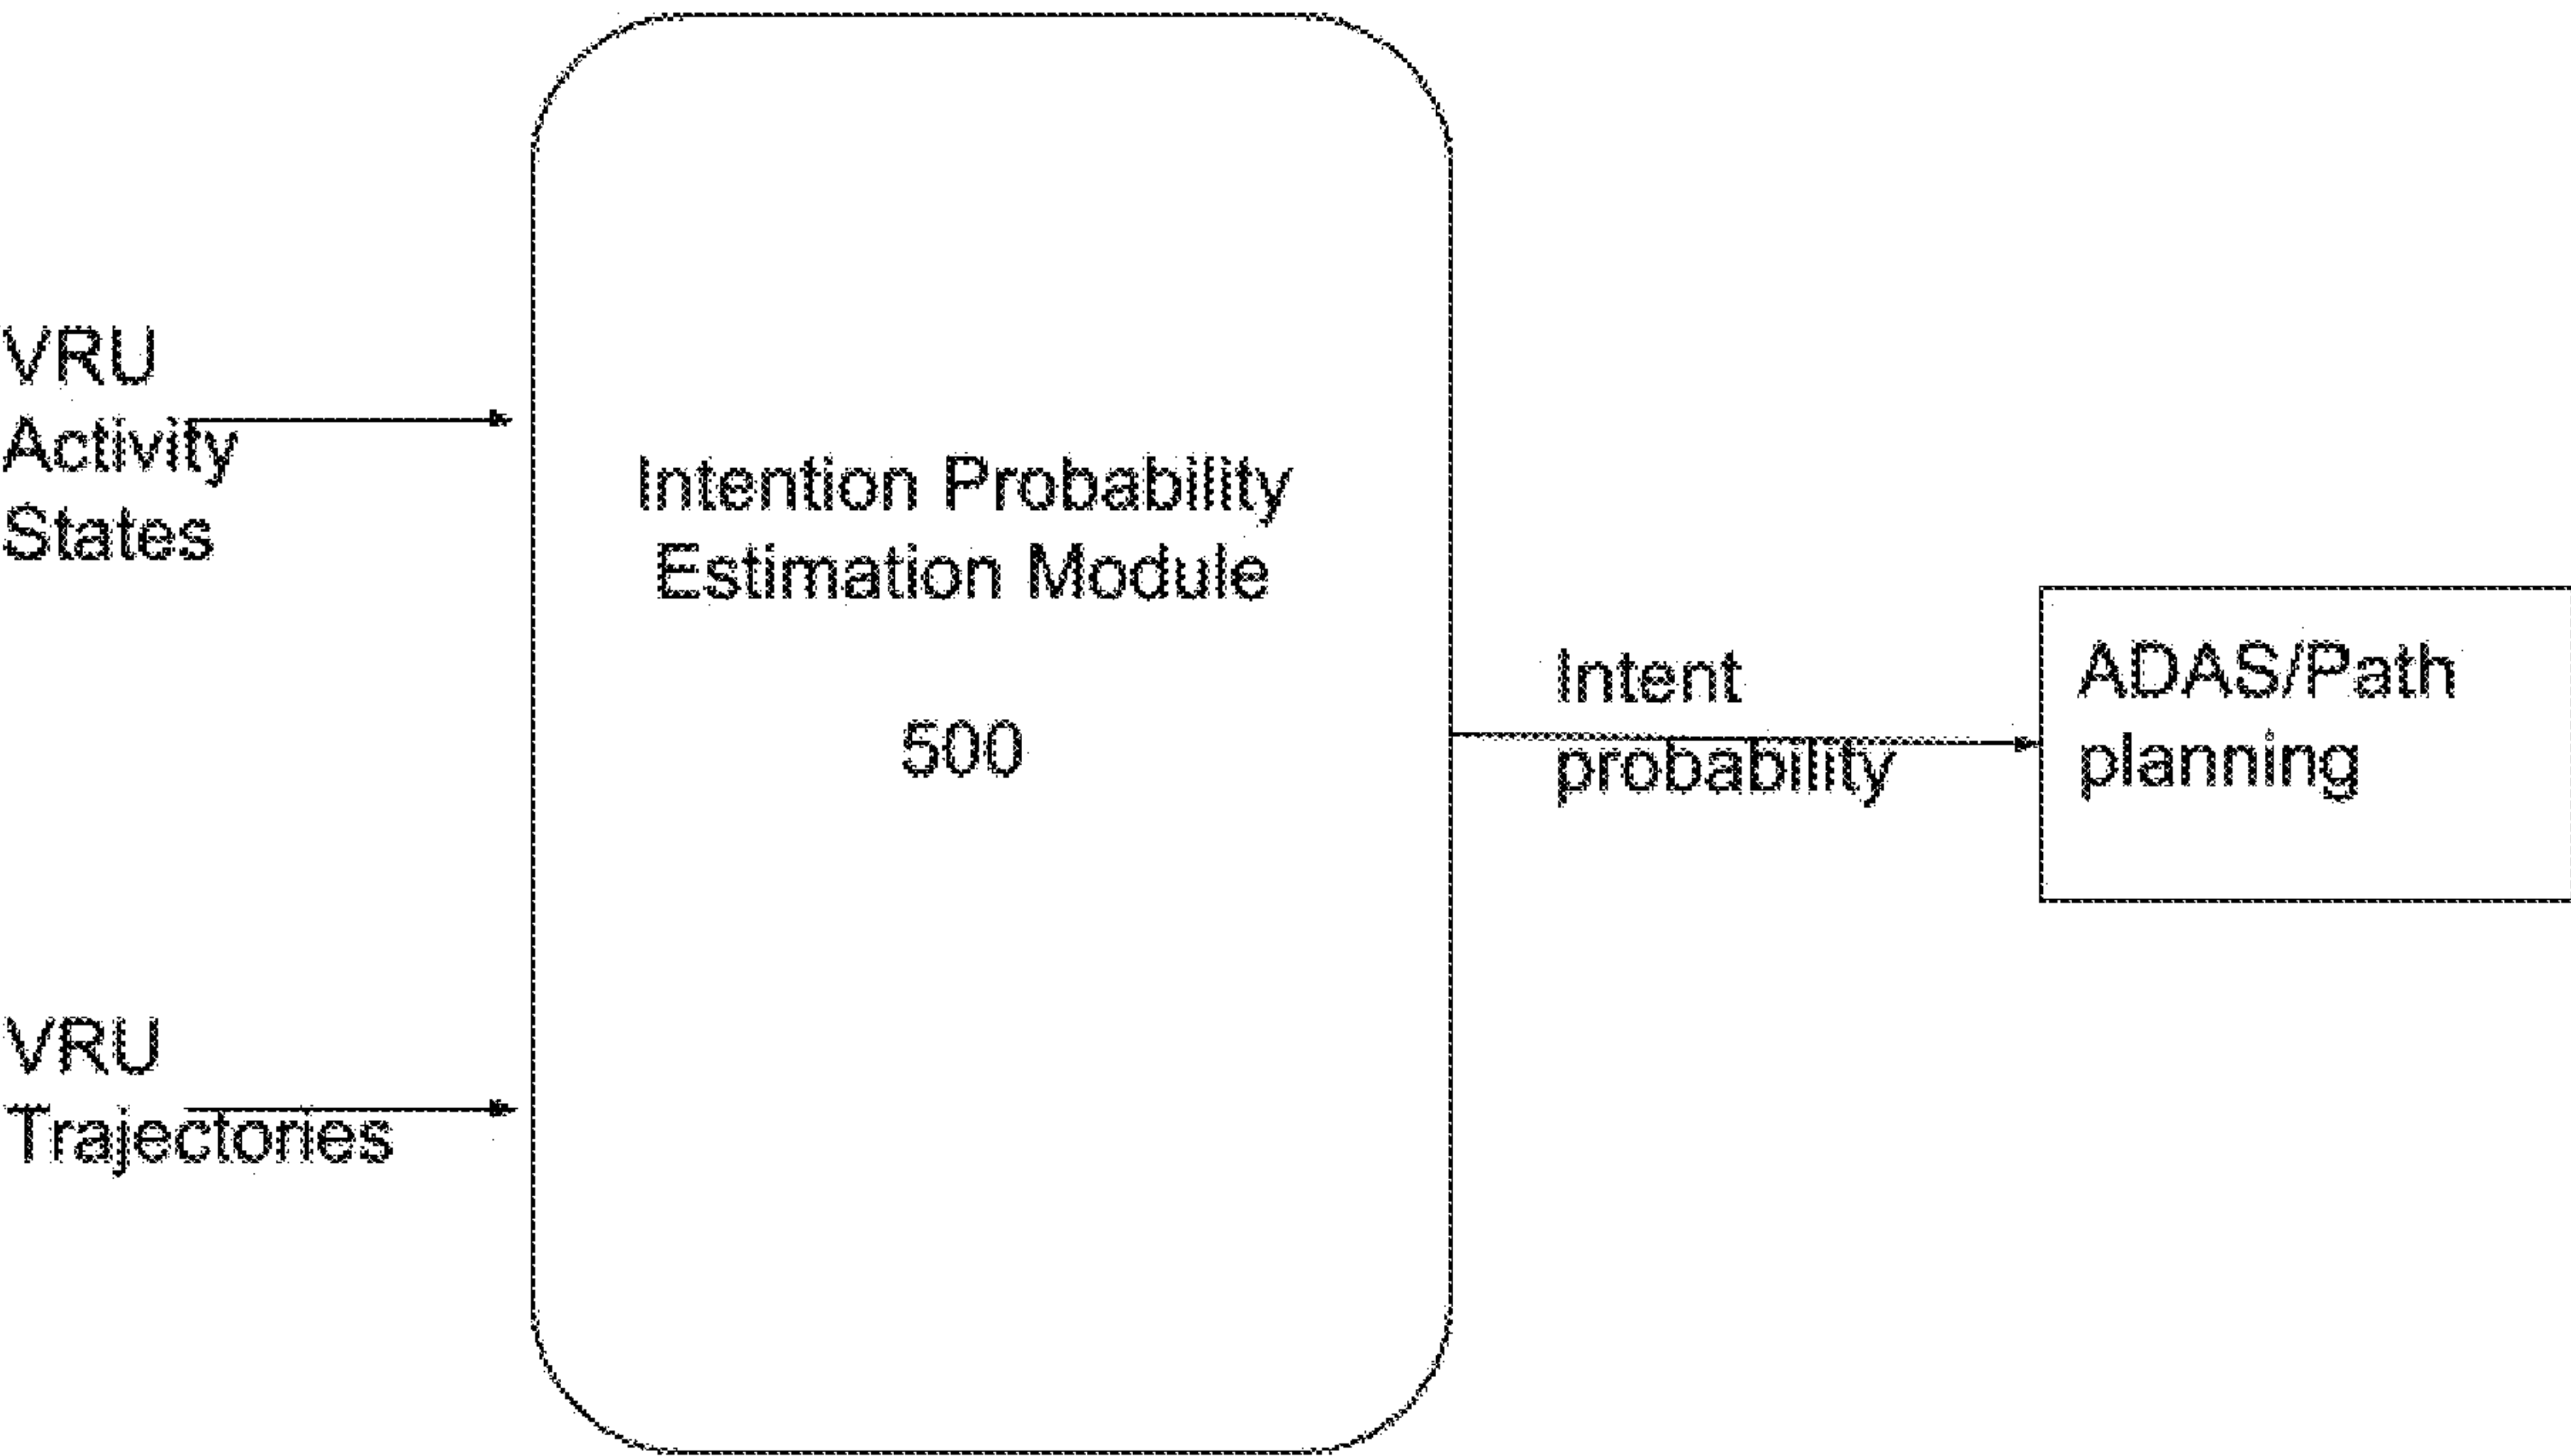 VRU
Activity
States
Intention Probability
Estimation Module
500
Intent
probability
ADAS/Path
planning
VRU
Trajectories